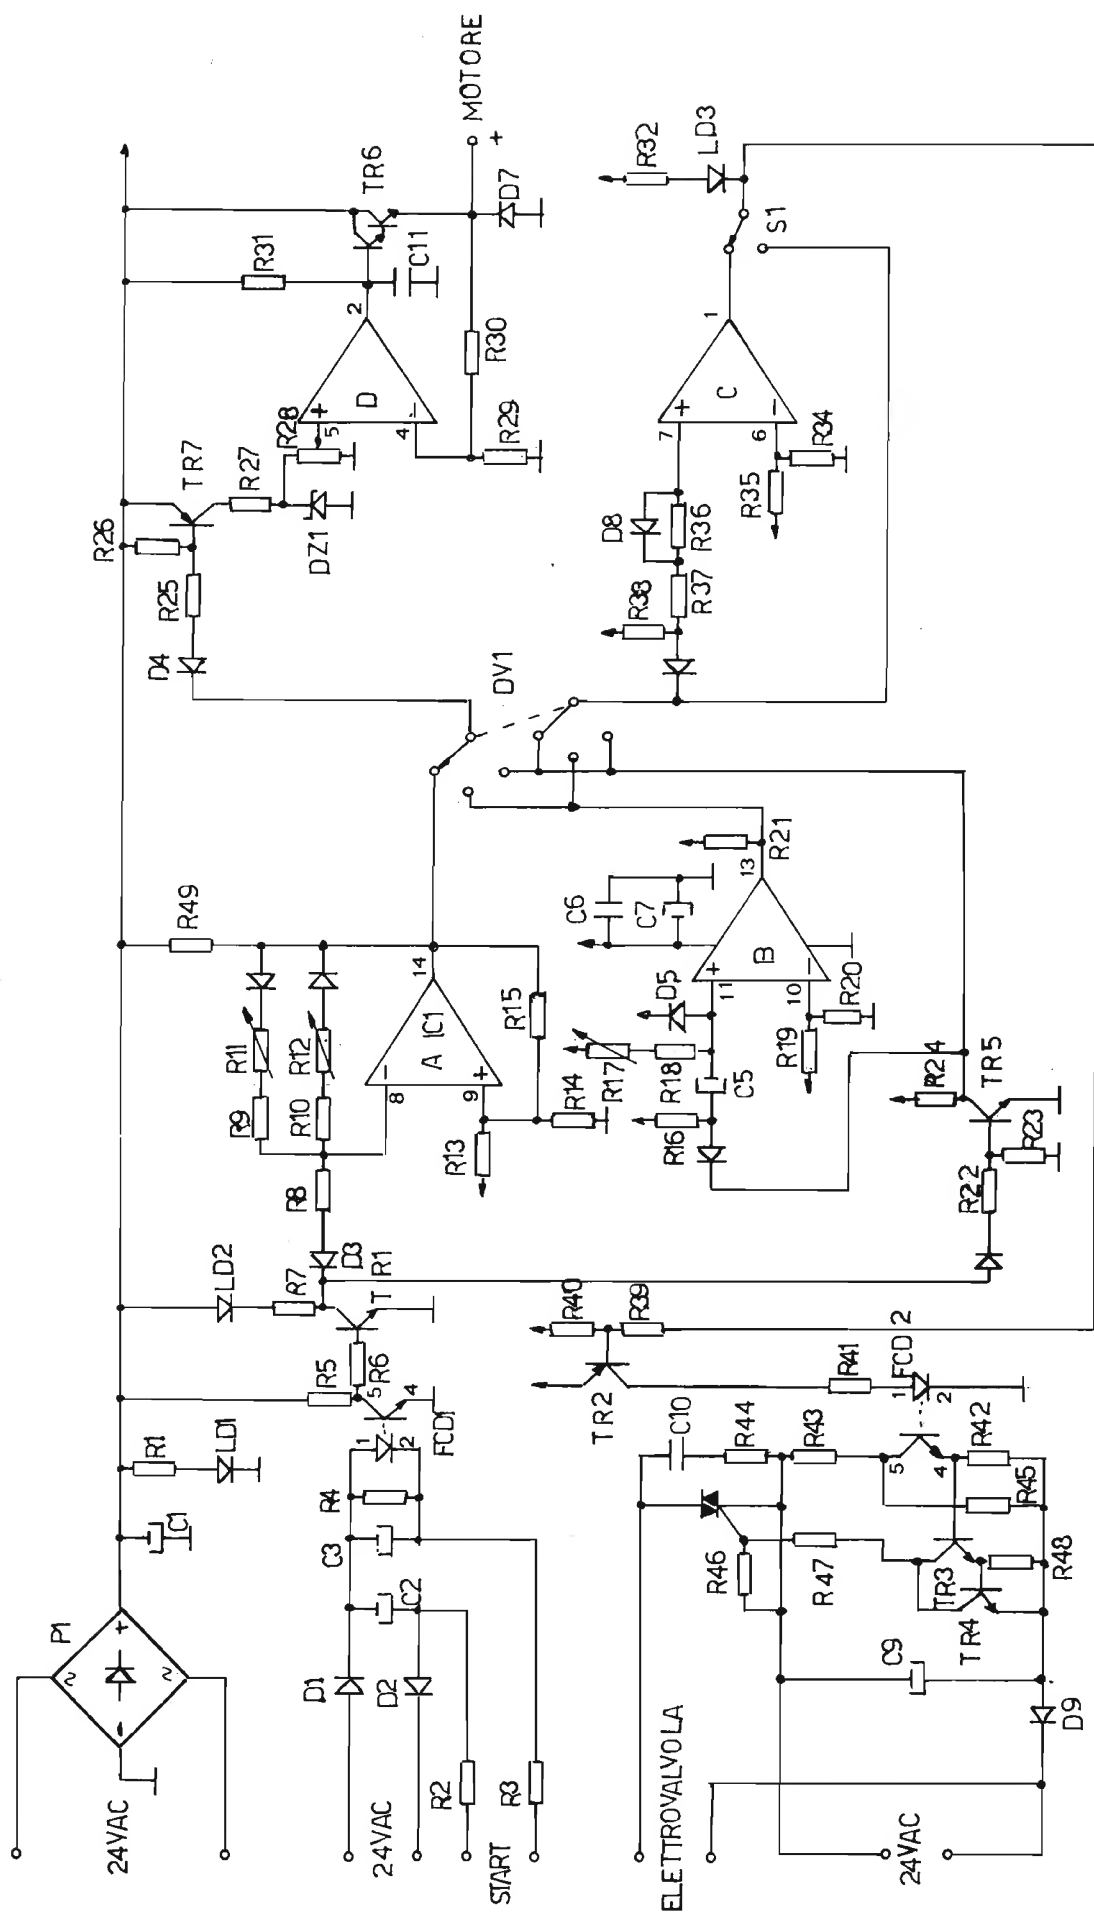 24VAC
P1
~
~
+
-
C1
R1
LD1
R5
R6
5
4
FCD1
1
2
LD2
R7
TR1
D3
R8
R9
R10
R11
R12
R49
8
9
A IC1
14
R13
R14
R15
R26
R25
D4
TR7
R27
DZ1
R28
5
4
D
2
R31
C11
TR6
R29
R30
D7
MOTORE
+
24VAC
D1
D2
C2
C3
R4
R2
R3
START
R16
C5
R17
R18
D5
11
10
B
13
R19
R20
C6
C7
R21
DV1
R38
R37
D8
R36
7
6
C
1
R35
R34
S1
R32
LD3
R22
R23
TR5
R24
R40
R39
TR2
R41
FCD 2
1
2
5
4
ELETTROVALVOLA
24VAC
C10
R44
R43
R42
R45
R46
R47
R48
TR3
TR4
C9
D9